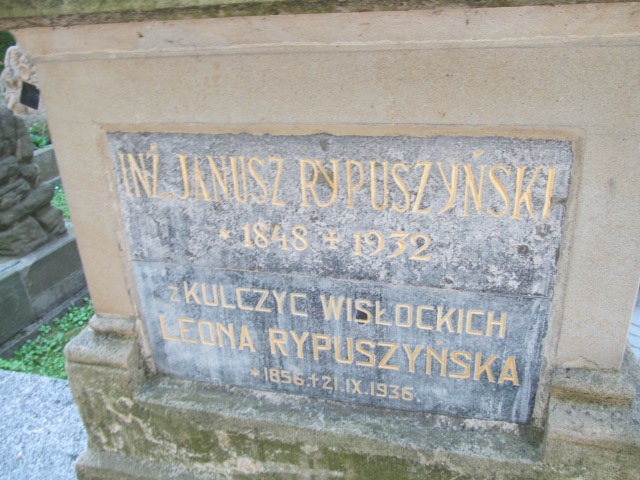 INŻ. JANUSZ RYPUSZYŃSKI
* 1848 + 1932
z KULCZYC WISŁOCKICH
LEONA RYPUSZYŃSKA
*1856.+21.IX.1936.